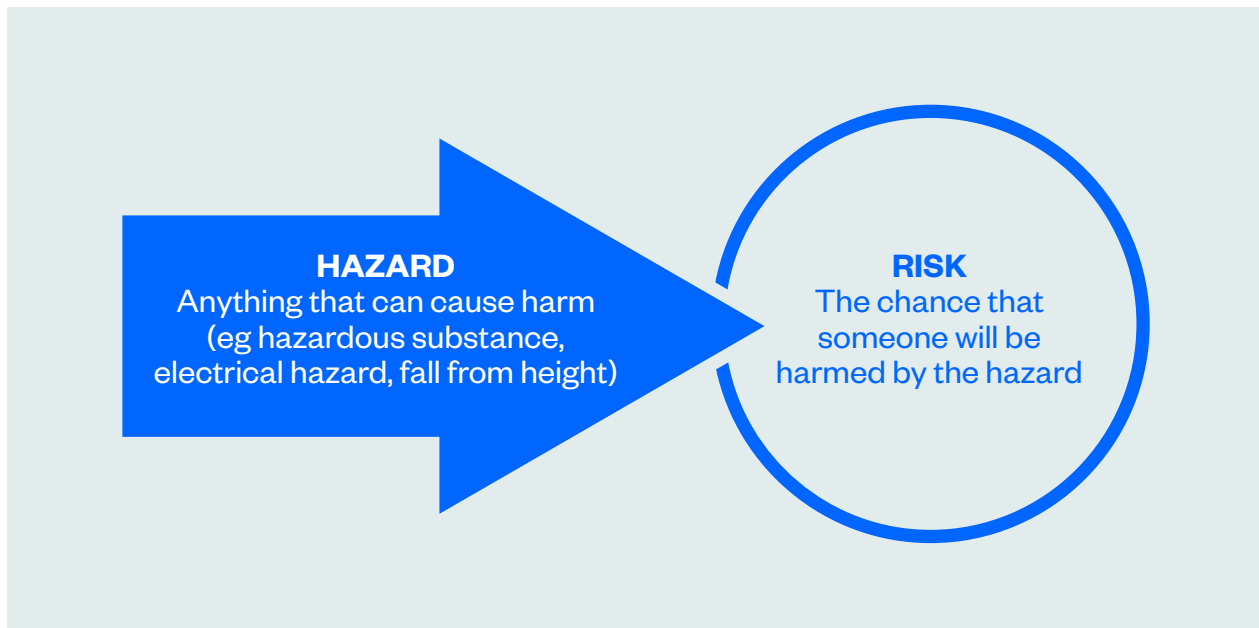 HAZARD
Anything that can cause harm
(eg hazardous substance,
electrical hazard, fall from height)
RISK
The chance that
someone will be
harmed by the hazard